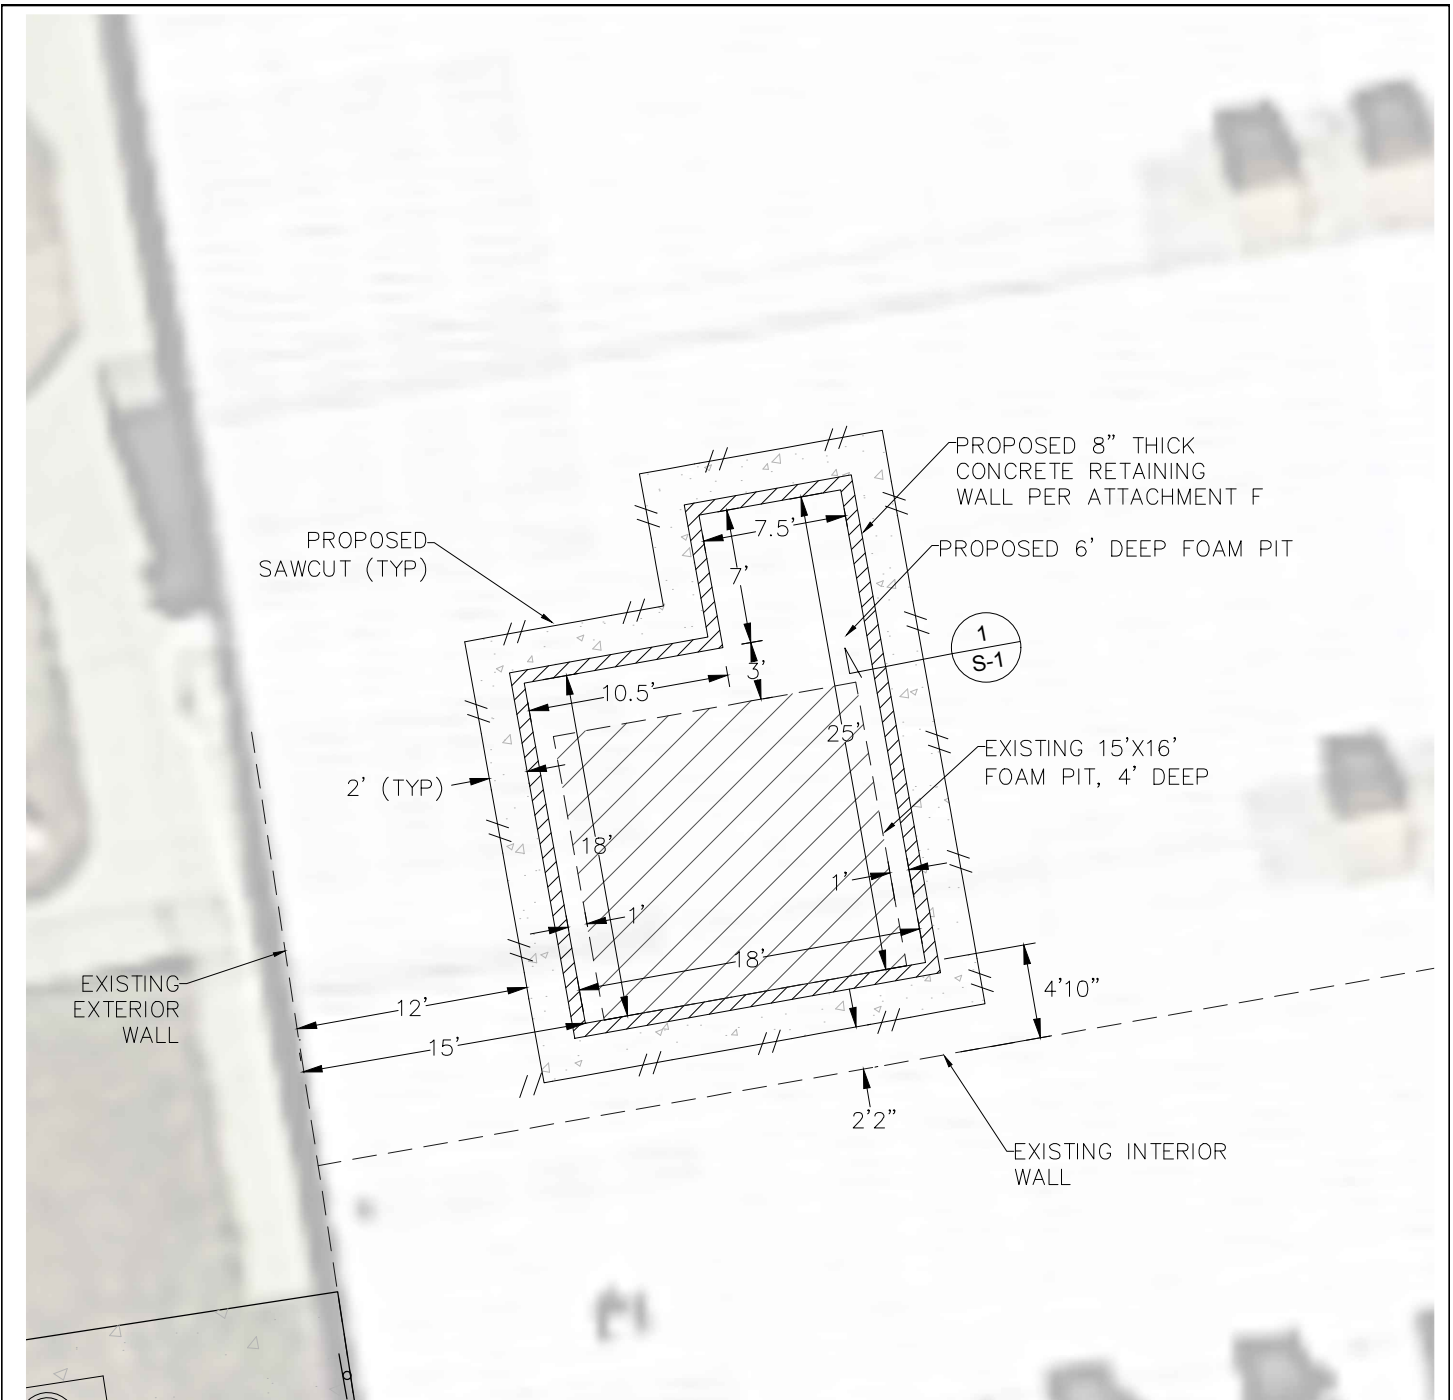 PROPOSED 8” THICK
CONCRETE RETAINING
WALL PER ATTACHMENT F
7.5'
PROPOSED
SAWCUT (TYP)
PROPOSED 6' DEEP FOAM PIT
7'
1
S-1
3'
10.5'
25'
EXISTING 15'X16'
FOAM PIT, 4' DEEP
2' (TYP)
18'
1'
1'
18'
EXISTING
EXTERIOR
WALL
12'
4'10”
15'
2'2”
EXISTING INTERIOR
WALL